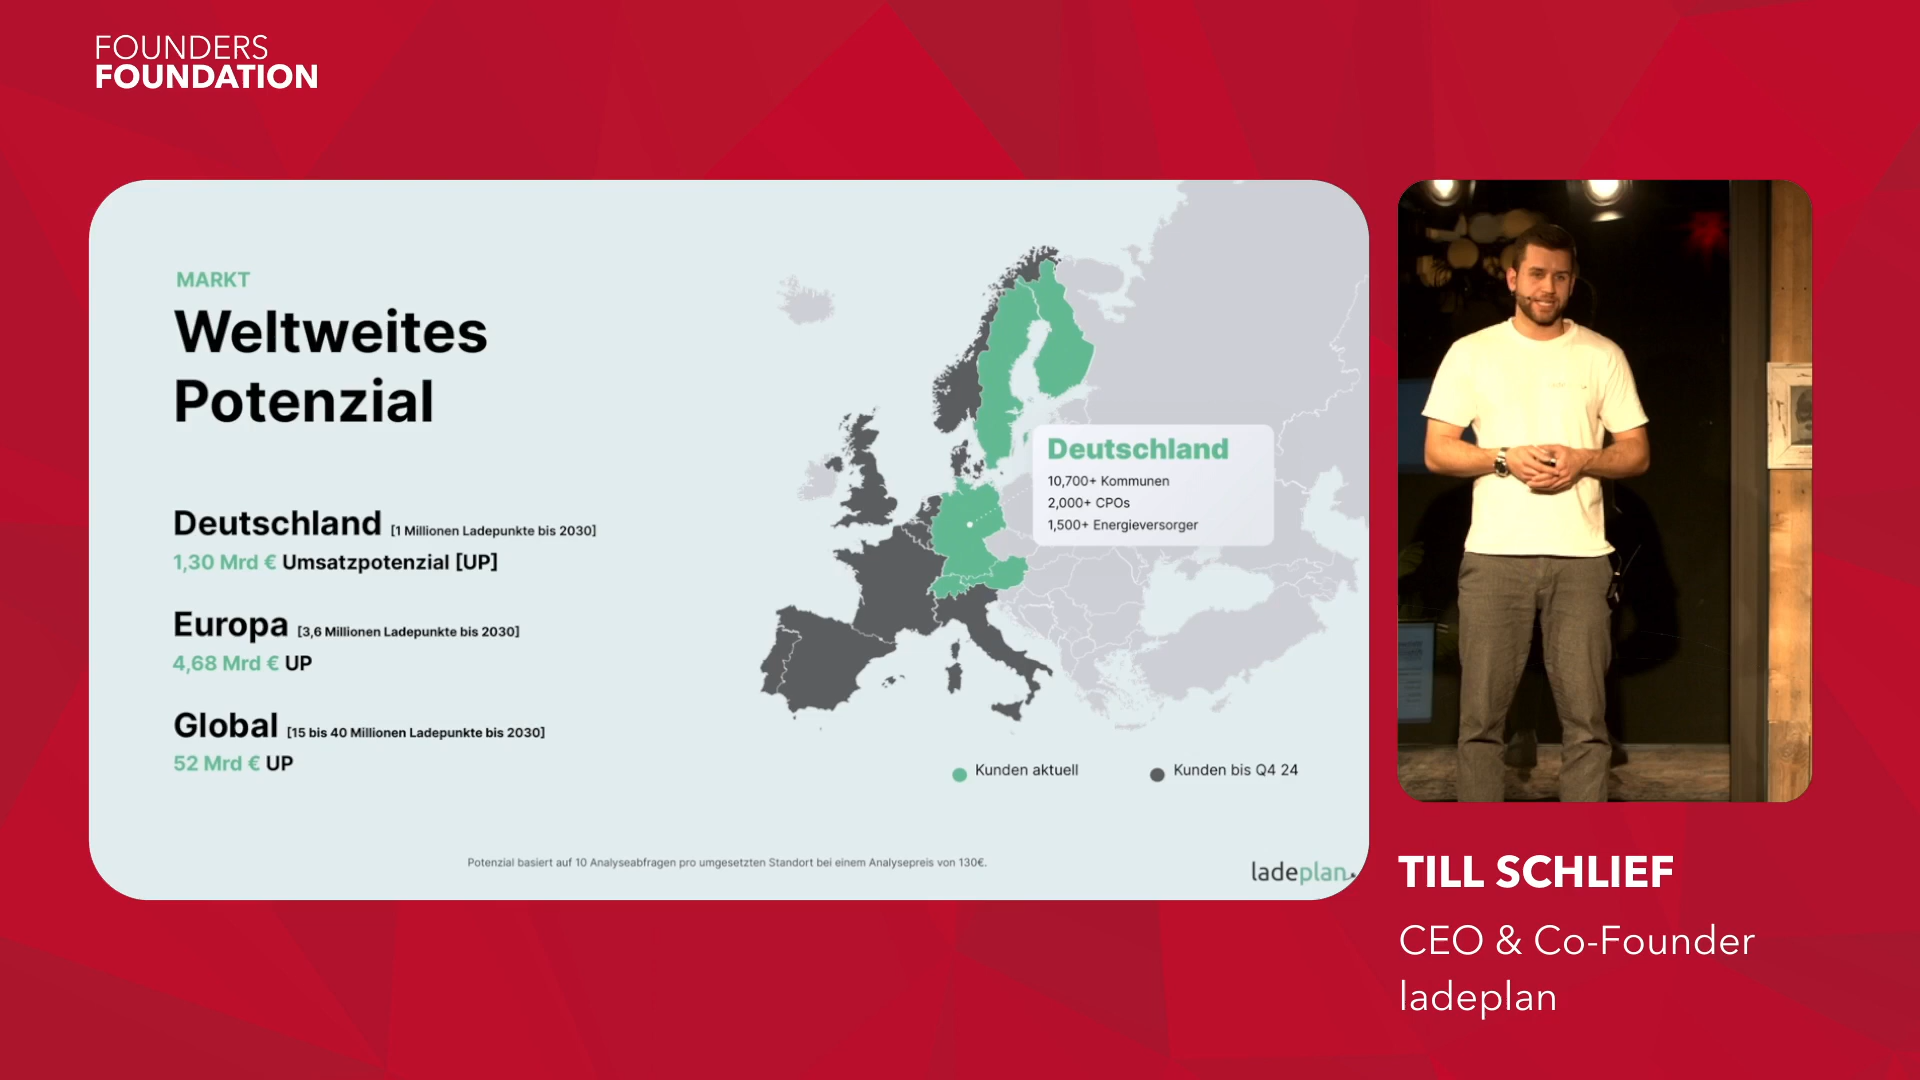 FOUNDERS
FOUNDATION
MARKT
Weltweites
Potenzial
Deutschland [1 Millionen Ladepunkte bis 2030]
1,30 Mrd € Umsatzpotenzial [UP]
Europa [3,6 Millionen Ladepunkte bis 2030]
4,68 Mrd € UP
Global [15 bis 40 Millionen Ladepunkte bis 2030]
52 Mrd € UP
Deutschland
10,700+ Kommunen
2,000+ CPOs
1,500+ Energieversorger
Kunden aktuell
Kunden bis Q4 24
Potenzial basiert auf 10 Analyseabfragen pro umgesetzten Standort bei einem Analysepreis von 130€.
ladeplan
TILL SCHLIEF
CEO & Co-Founder
ladeplan